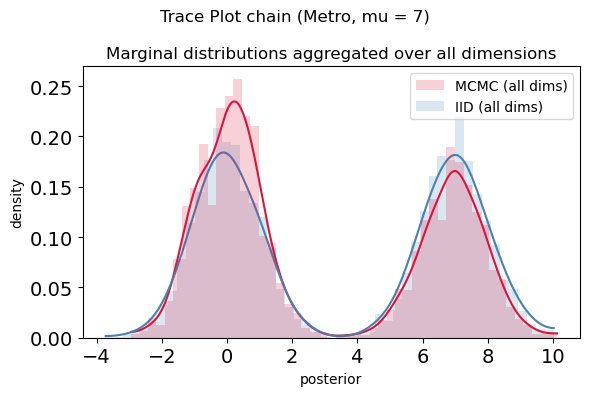 Trace Plot chain (Metro, mu = 7)
Marginal distributions aggregated over all dimensions
MCMC (all dims)
IID (all dims)
density
0.25
0.20
0.15
0.10
0.05
0.00
−4 −2 0 2 4 6 8 10
posterior